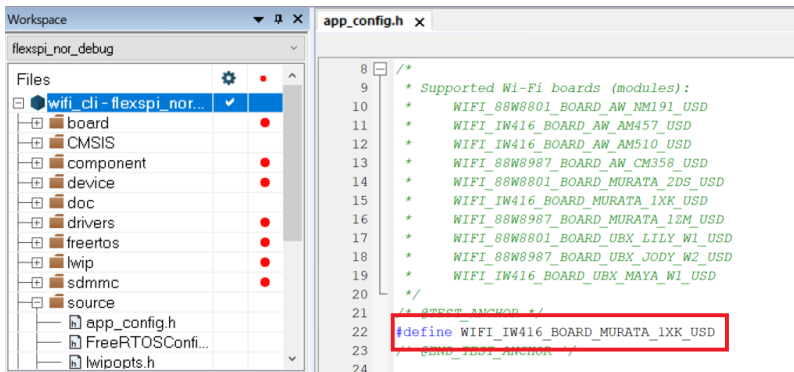 Workspace
flexspi_nor_debug
Files
wifi_cli - flexspi_nor...
board
CMSIS
component
device
doc
drivers
freertos
lwip
sdmmc
source
app_config.h
FreeRTOSConfi...
lwipopts.h
app_config.h
8 /*
9 * Supported Wi-Fi boards (modules):
10 * WIFI_88W8801_BOARD_AW_NM191_USD
11 * WIFI_IW416_BOARD_AW_AM457_USD
12 * WIFI_IW416_BOARD_AW_AM510_USD
13 * WIFI_88W8987_BOARD_AW_CM358_USD
14 * WIFI_88W8801_BOARD_MURATA_2DS_USD
15 * WIFI_IW416_BOARD_MURATA_1XK_USD
16 * WIFI_88W8987_BOARD_MURATA_1ZM_USD
17 * WIFI_88W8801_BOARD_UBX_LILY_W1_USD
18 * WIFI_88W8987_BOARD_UBX_JODY_W2_USD
19 * WIFI_IW416_BOARD_UBX_MAYA_W1_USD
20 */
21 /* @TEST_ANCHOR */
22 #define WIFI_IW416_BOARD_MURATA_1XK_USD
23 /* @END_TEST_ANCHOR */
24